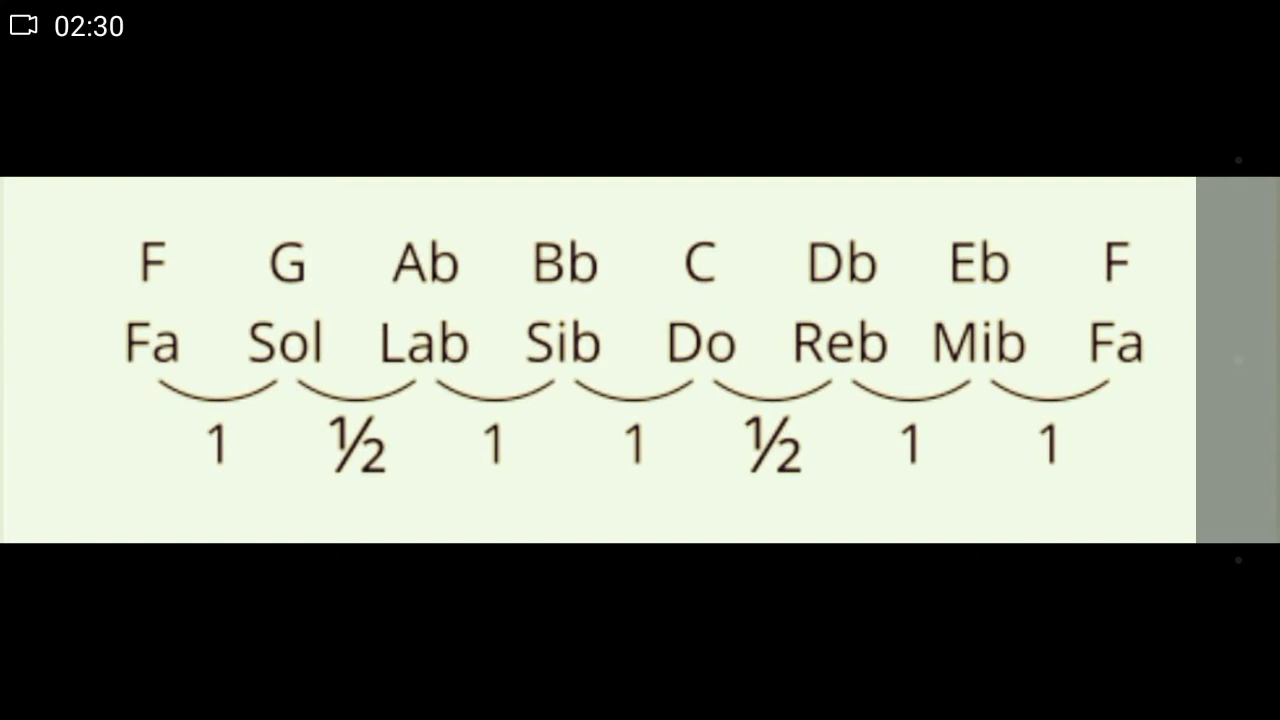 02:30
F G Ab Bb C Db Eb F
Fa Sol Lab Sib Do Reb Mib Fa
1 ½ 1 1 ½ 1 1